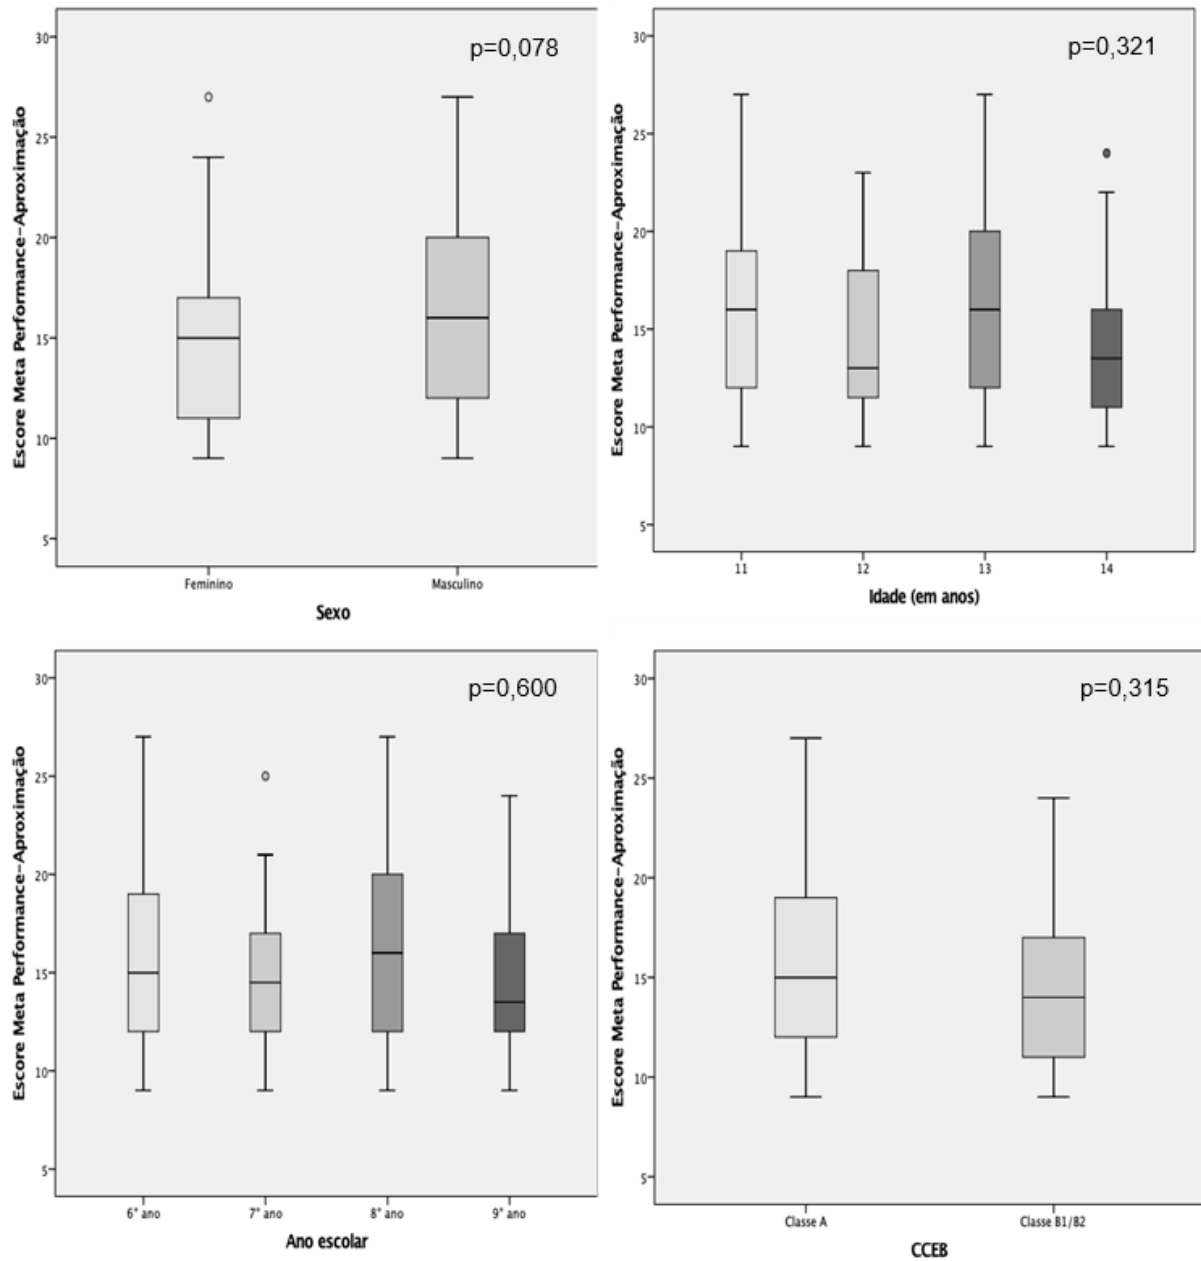 p=0,078
Escore Meta Performance-Aproximação
30
25
20
15
10
5
Feminino Masculino
Sexo
p=0,321
Escore Meta Performance-Aproximação
30
25
20
15
10
5
11 12 13 14
Idade (em anos)
p=0,600
Escore Meta Performance-Aproximação
30
25
20
15
10
5
6° ano 7° ano 8° ano 9° ano
Ano escolar
p=0,315
Escore Meta Performance-Aproximação
30
25
20
15
10
5
Classe A Classe B1/B2
CCEB